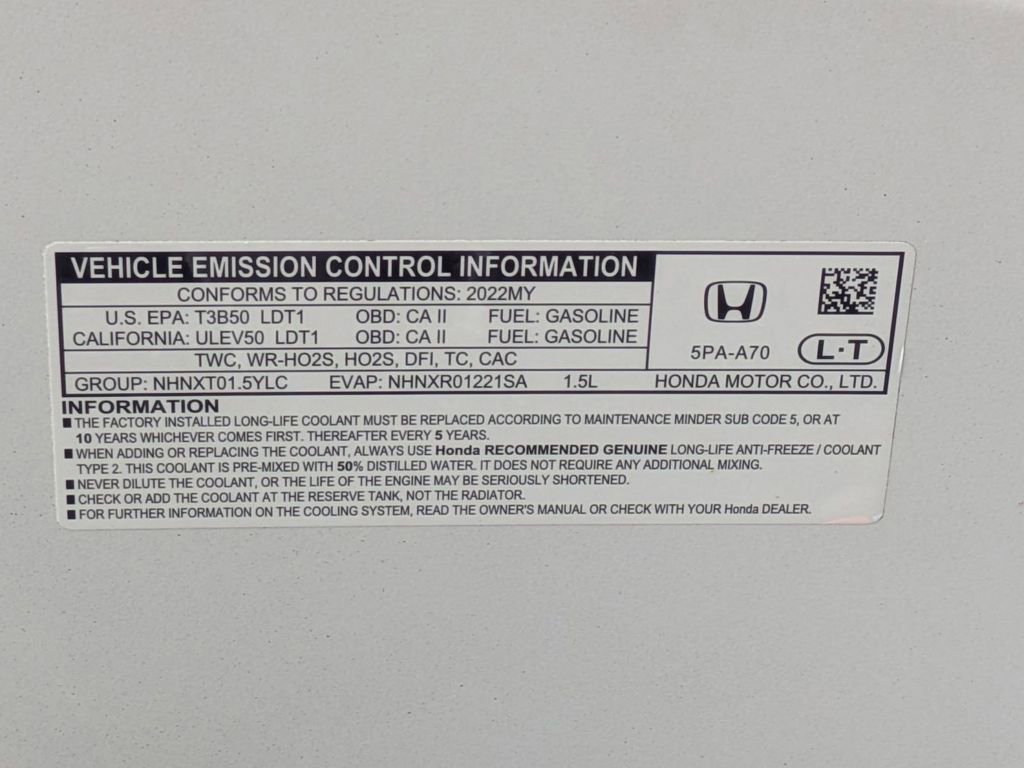 VEHICLE EMISSION CONTROL INFORMATION
CONFORMS TO REGULATIONS: 2022MY
U.S. EPA: T3B50 LDT1 OBD: CA II FUEL: GASOLINE
CALIFORNIA: ULEV50 LDT1 OBD: CA II FUEL: GASOLINE
TWC, WR-HO2S, HO2S, DFI, TC, CAC
5PA-A70 L·T
GROUP: NHNXT01.5YLC EVAP: NHNXR01221SA 1.5L HONDA MOTOR CO., LTD.
INFORMATION
■ THE FACTORY INSTALLED LONG-LIFE COOLANT MUST BE REPLACED ACCORDING TO MAINTENANCE MINDER SUB CODE 5, OR AT
10 YEARS WHICHEVER COMES FIRST. THEREAFTER EVERY 5 YEARS.
■ WHEN ADDING OR REPLACING THE COOLANT, ALWAYS USE Honda RECOMMENDED GENUINE LONG-LIFE ANTI-FREEZE / COOLANT
TYPE 2. THIS COOLANT IS PRE-MIXED WITH 50% DISTILLED WATER. IT DOES NOT REQUIRE ANY ADDITIONAL MIXING.
■ NEVER DILUTE THE COOLANT, OR THE LIFE OF THE ENGINE MAY BE SERIOUSLY SHORTENED.
■ CHECK OR ADD THE COOLANT AT THE RESERVE TANK, NOT THE RADIATOR.
■ FOR FURTHER INFORMATION ON THE COOLING SYSTEM, READ THE OWNER'S MANUAL OR CHECK WITH YOUR Honda DEALER.